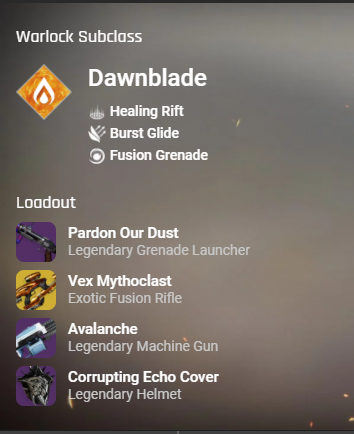 Warlock Subclass
Dawnblade
Healing Rift
Burst Glide
Fusion Grenade
Loadout
Pardon Our Dust
Legendary Grenade Launcher
Vex Mythoclast
Exotic Fusion Rifle
Avalanche
Legendary Machine Gun
Corrupting Echo Cover
Legendary Helmet